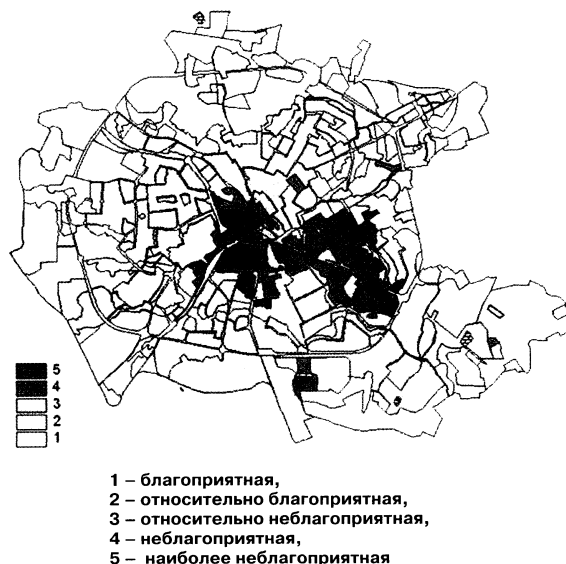 5
4
3
2
1
1 – благоприятная,
2 – относительно благоприятная,
3 – относительно неблагоприятная,
4 – неблагоприятная,
5 – наиболее неблагоприятная